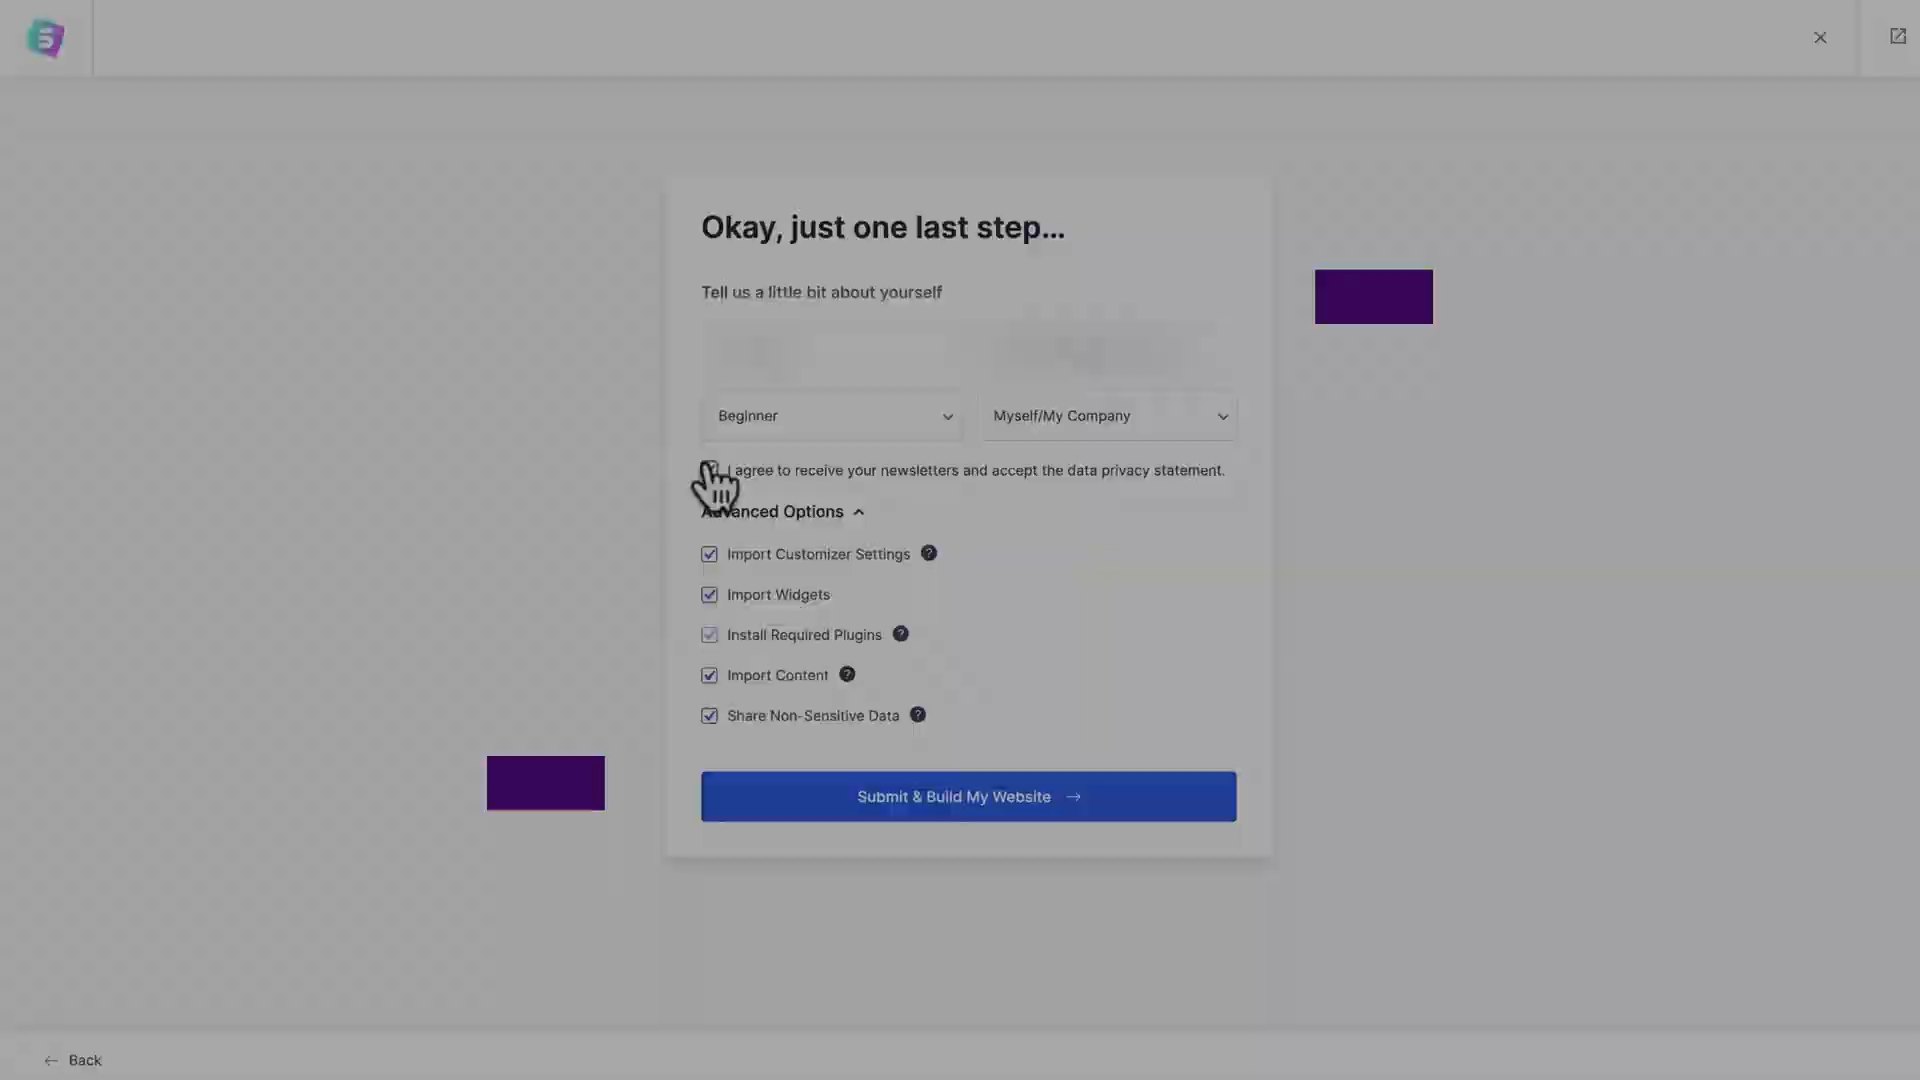 Okay, just one last step...
Tell us a little bit about yourself
Beginner
Myself/My Company
I agree to receive your newsletters and accept the data privacy statement.
Advanced Options
Import Customizer Settings
Import Widgets
Install Required Plugins
Import Content
Share Non-Sensitive Data
Submit & Build My Website →
← Back